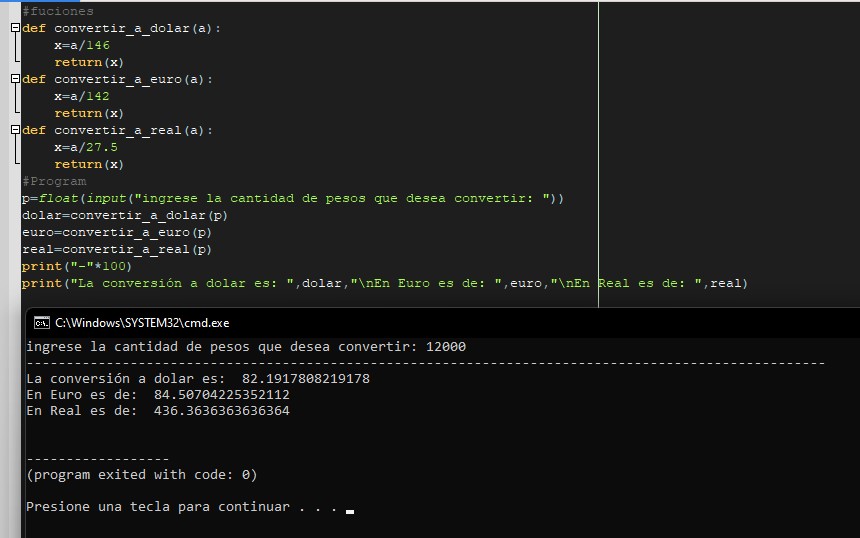 #fuciones
def convertir_a_dolar(a):
    x=a/146
    return(x)
def convertir_a_euro(a):
    x=a/142
    return(x)
def convertir_a_real(a):
    x=a/27.5
    return(x)
#Program
p=float(input("ingrese la cantidad de pesos que desea convertir: "))
dolar=convertir_a_dolar(p)
euro=convertir_a_euro(p)
real=convertir_a_real(p)
print("-"*100)
print("La conversión a dolar es: ",dolar,"\nEn Euro es de: ",euro,"\nEn Real es de: ",real)
C:\Windows\SYSTEM32\cmd.exe
ingrese la cantidad de pesos que desea convertir: 12000
----------------------------------------------------------------------------------------------------
La conversión a dolar es:  82.1917808219178
En Euro es de:  84.50704225352112
En Real es de:  436.3636363636364
------------------
(program exited with code: 0)
Presione una tecla para continuar . . .